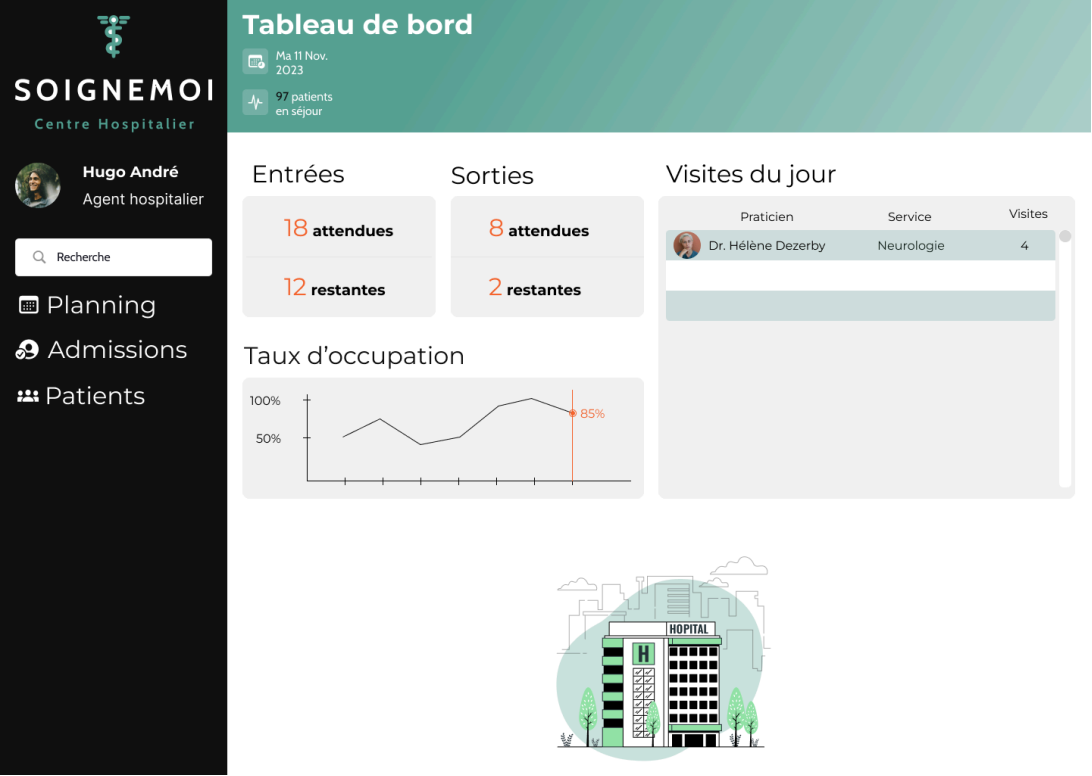 SOIGNEMOI
Centre Hospitalier
Hugo André
Agent hospitalier
Recherche
Planning
Admissions
Patients
Tableau de bord
Ma 11 Nov.
2023
97 patients
en séjour
Entrées
18 attendues
12 restantes
Sorties
8 attendues
2 restantes
Taux d’occupation
100%
50%
85%
Visites du jour
Praticien Service Visites
Dr. Hélène Dezerby Neurologie 4
HOPITAL
H